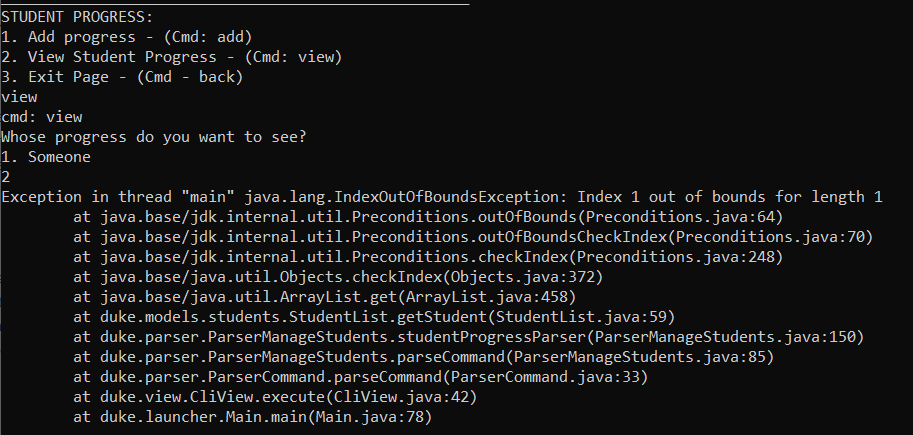 STUDENT PROGRESS:
1. Add progress - (Cmd: add)
2. View Student Progress - (Cmd: view)
3. Exit Page - (Cmd - back)
view
cmd: view
Whose progress do you want to see?
1. Someone
2
Exception in thread "main" java.lang.IndexOutOfBoundsException: Index 1 out of bounds for length 1
        at java.base/jdk.internal.util.Preconditions.outOfBounds(Preconditions.java:64)
        at java.base/jdk.internal.util.Preconditions.outOfBoundsCheckIndex(Preconditions.java:70)
        at java.base/jdk.internal.util.Preconditions.checkIndex(Preconditions.java:248)
        at java.base/java.util.Objects.checkIndex(Objects.java:372)
        at java.base/java.util.ArrayList.get(ArrayList.java:458)
        at duke.models.students.StudentList.getStudent(StudentList.java:59)
        at duke.parser.ParserManageStudents.studentProgressParser(ParserManageStudents.java:150)
        at duke.parser.ParserManageStudents.parseCommand(ParserManageStudents.java:85)
        at duke.parser.ParserCommand.parseCommand(ParserCommand.java:33)
        at duke.view.CliView.execute(CliView.java:42)
        at duke.launcher.Main.main(Main.java:78)